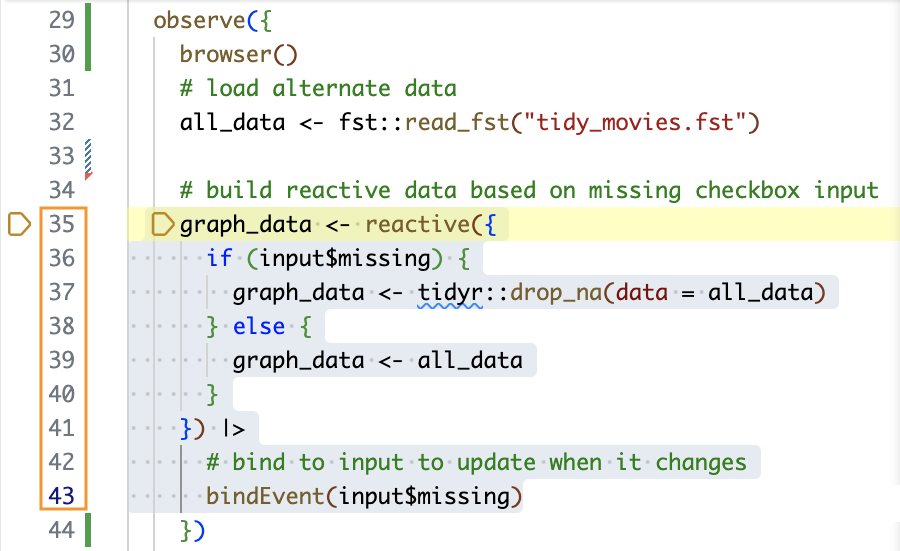 29 observe({
30 browser()
31 # load alternate data
32 all_data <- fst::read_fst("tidy_movies.fst")
33
34 # build reactive data based on missing checkbox input
35 graph_data <- reactive({
36 if (input$missing) {
37 graph_data <- tidyr::drop_na(data = all_data)
38 } else {
39 graph_data <- all_data
40 }
41 }) |>
42 # bind to input to update when it changes
43 bindEvent(input$missing)
44 })